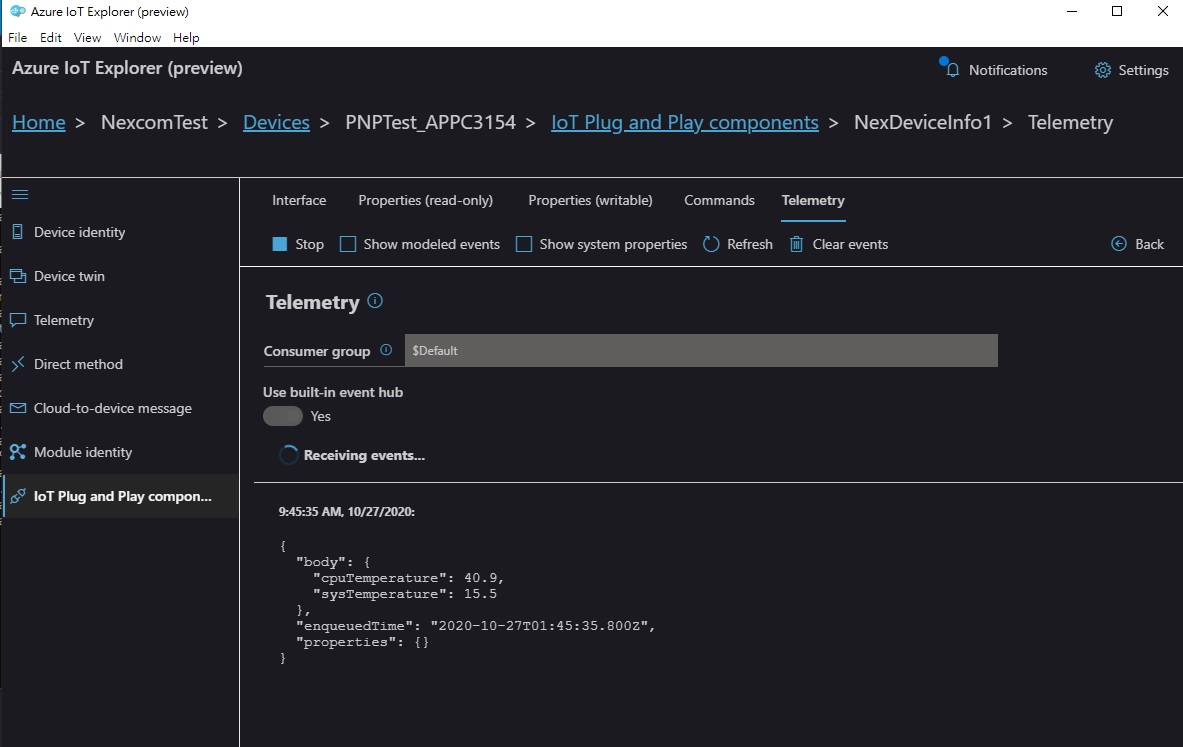 Azure IoT Explorer (preview)
File Edit View Window Help
Azure IoT Explorer (preview)
Notifications
Settings
Home > NexcomTest > Devices > PNPTest_APPC3154 > IoT Plug and Play components > NexDeviceInfo1 > Telemetry
Device identity
Device twin
Telemetry
Direct method
Cloud-to-device message
Module identity
IoT Plug and Play compon...
Interface Properties (read-only) Properties (writable) Commands Telemetry
Stop Show modeled events Show system properties Refresh Clear events Back
Telemetry
Consumer group $Default
Use built-in event hub
Yes
Receiving events...
9:45:35 AM, 10/27/2020:
{
"body": {
"cpuTemperature": 40.9,
"sysTemperature": 15.5
},
"enqueuedTime": "2020-10-27T01:45:35.800Z",
"properties": {}
}